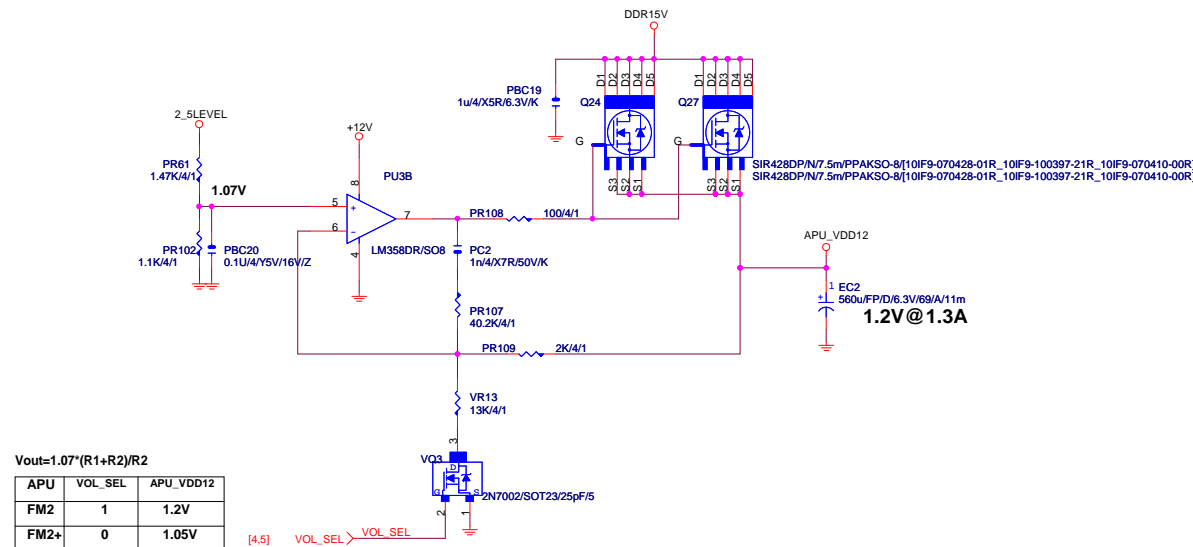 DDR15V
D1 D2 D3 D4 D5
D1 D2 D3 D4 D5
PBC19
1u/4/X5R/6.3V/K
Q24
Q27
2_5LEVEL
+12V
G
G
PR61
1.47K/4/1
8
PU3B
SIR428DP/N/7.5m/PPAKSO-8/[10IF9-070428-01R_10IF9-100397-21R_10IF9-070410-00R]
SIR428DP/N/7.5m/PPAKSO-8/[10IF9-070428-01R_10IF9-100397-21R_10IF9-070410-00R]
S3 S2 S1
S3 S2 S1
1.07V
5
+
6
-
7
PR108
100/4/1
4
LM358DR/SO8
PR102
1.1K/4/1
PBC20
0.1U/4/Y5V/16V/Z
PC2
1n/4/X7R/50V/K
APU_VDD12
1
EC2
+
560u/FP/D/6.3V/69/A/11m
1.2V@1.3A
PR107
40.2K/4/1
PR109
2K/4/1
VR13
13K/4/1
3
VQ3
D
G
S
2N7002/SOT23/25pF/5
2
1
Vout=1.07*(R1+R2)/R2
APU VOL_SEL APU_VDD12
FM2 1 1.2V
FM2+ 0 1.05V
[4,5] VOL_SEL VOL_SEL